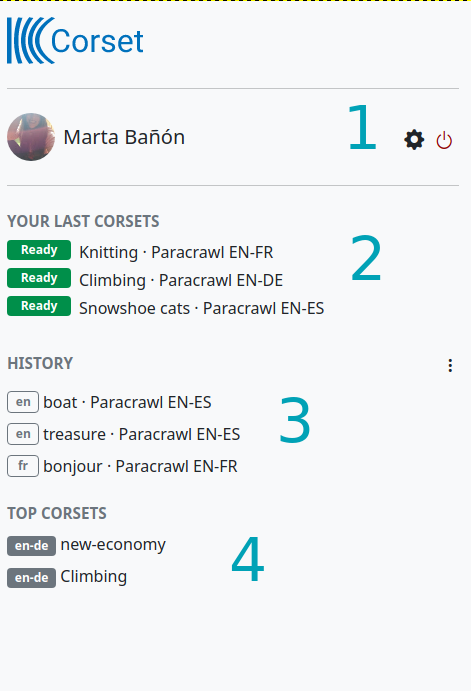 Corset
Marta Bañón
1
YOUR LAST CORSETS
2
Ready Knitting · Paracrawl EN-FR
Ready Climbing · Paracrawl EN-DE
Ready Snowshoe cats · Paracrawl EN-ES
HISTORY
3
en boat · Paracrawl EN-ES
en treasure · Paracrawl EN-ES
fr bonjour · Paracrawl EN-FR
TOP CORSETS
4
en-de new-economy
en-de Climbing